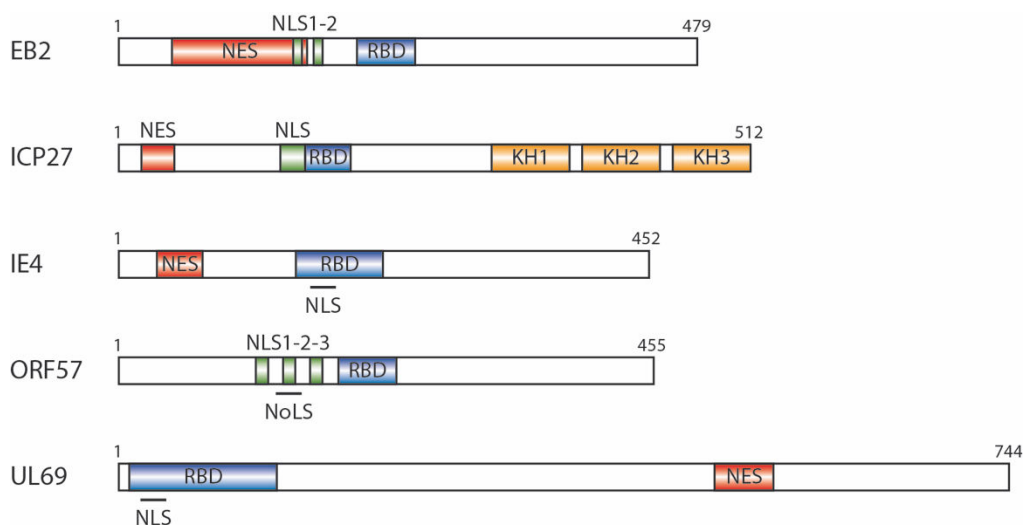 1 NLS1-2 479
EB2 NES RBD
1 NES NLS 512
ICP27 RBD KH1 KH2 KH3
1 452
IE4 NES RBD
NLS
1 NLS1-2-3 455
ORF57 RBD
NoLS
1 744
UL69 RBD NES
NLS